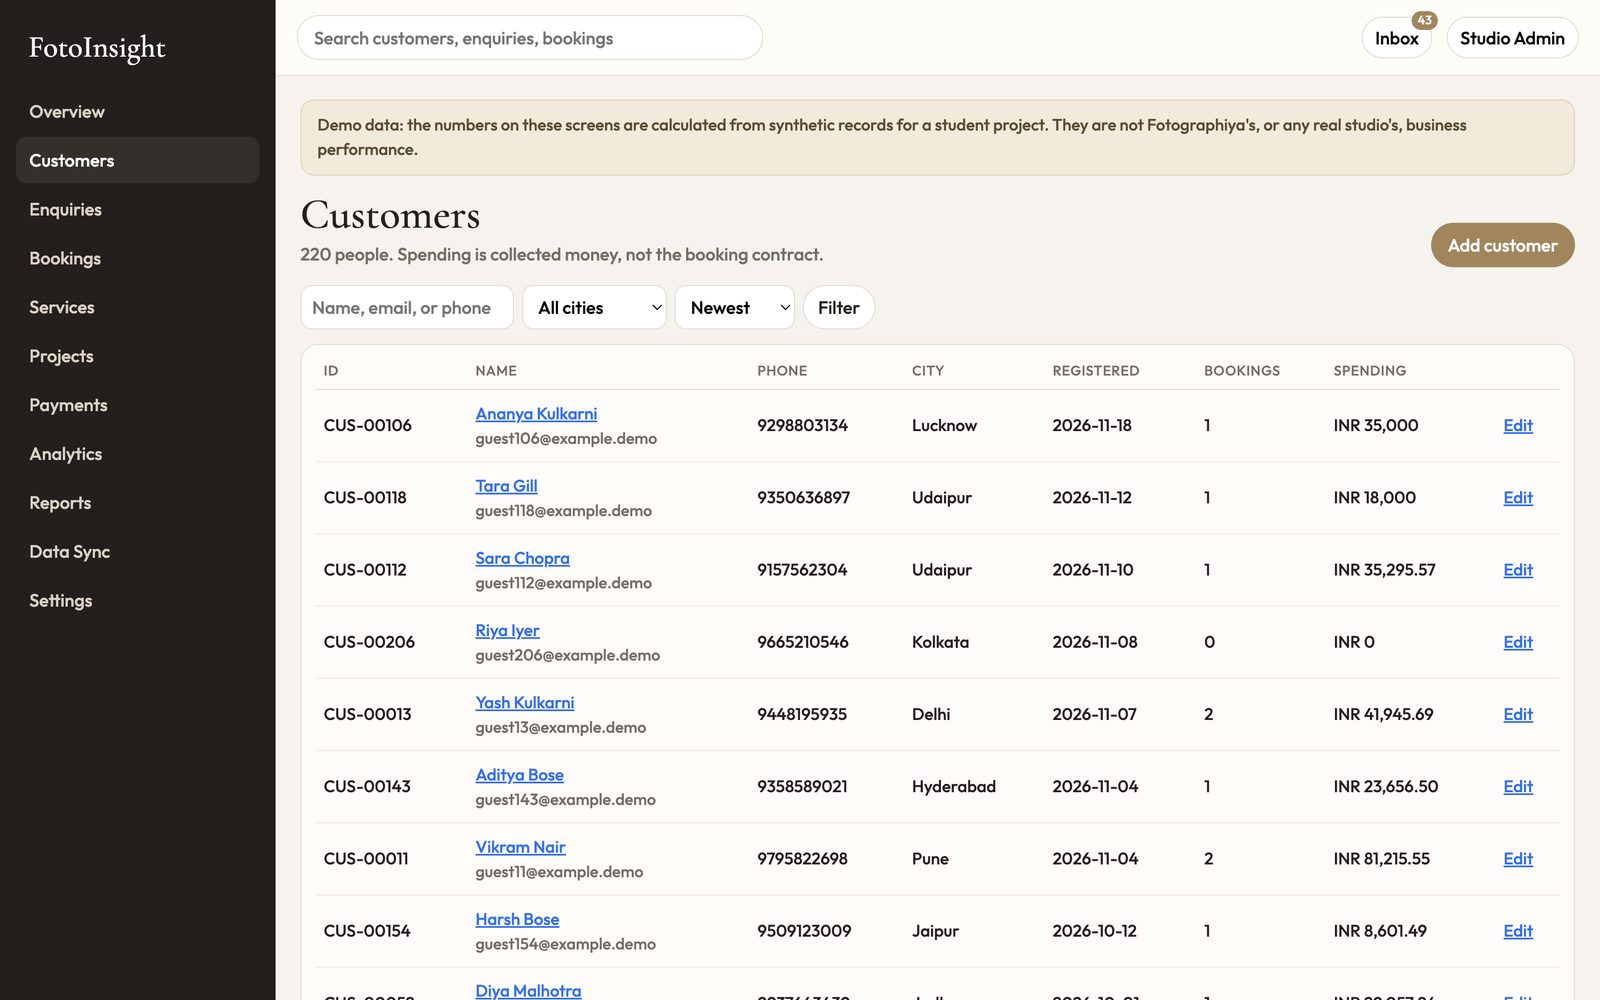 FotoInsight
Overview
Customers
Enquiries
Bookings
Services
Projects
Payments
Analytics
Reports
Data Sync
Settings
Search customers, enquiries, bookings
Inbox 43
Studio Admin
Demo data: the numbers on these screens are calculated from synthetic records for a student project. They are not Fotographiya's, or any real studio's, business
performance.
Customers
220 people. Spending is collected money, not the booking contract.
Add customer
Name, email, or phone All cities Newest Filter
ID NAME PHONE CITY REGISTERED BOOKINGS SPENDING
CUS-00106 Ananya Kulkarni 9298803134 Lucknow 2026-11-18 1 INR 35,000 Edit
guest106@example.demo
CUS-00118 Tara Gill 9350636897 Udaipur 2026-11-12 1 INR 18,000 Edit
guest118@example.demo
CUS-00112 Sara Chopra 9157562304 Udaipur 2026-11-10 1 INR 35,295.57 Edit
guest112@example.demo
CUS-00206 Riya Iyer 9665210546 Kolkata 2026-11-08 0 INR 0 Edit
guest206@example.demo
CUS-00013 Yash Kulkarni 9448195935 Delhi 2026-11-07 2 INR 41,945.69 Edit
guest13@example.demo
CUS-00143 Aditya Bose 9358589021 Hyderabad 2026-11-04 1 INR 23,656.50 Edit
guest143@example.demo
CUS-00011 Vikram Nair 9795822698 Pune 2026-11-04 2 INR 81,215.55 Edit
guest11@example.demo
CUS-00154 Harsh Bose 9509123009 Jaipur 2026-10-12 1 INR 8,601.49 Edit
guest154@example.demo
Diya Malhotra